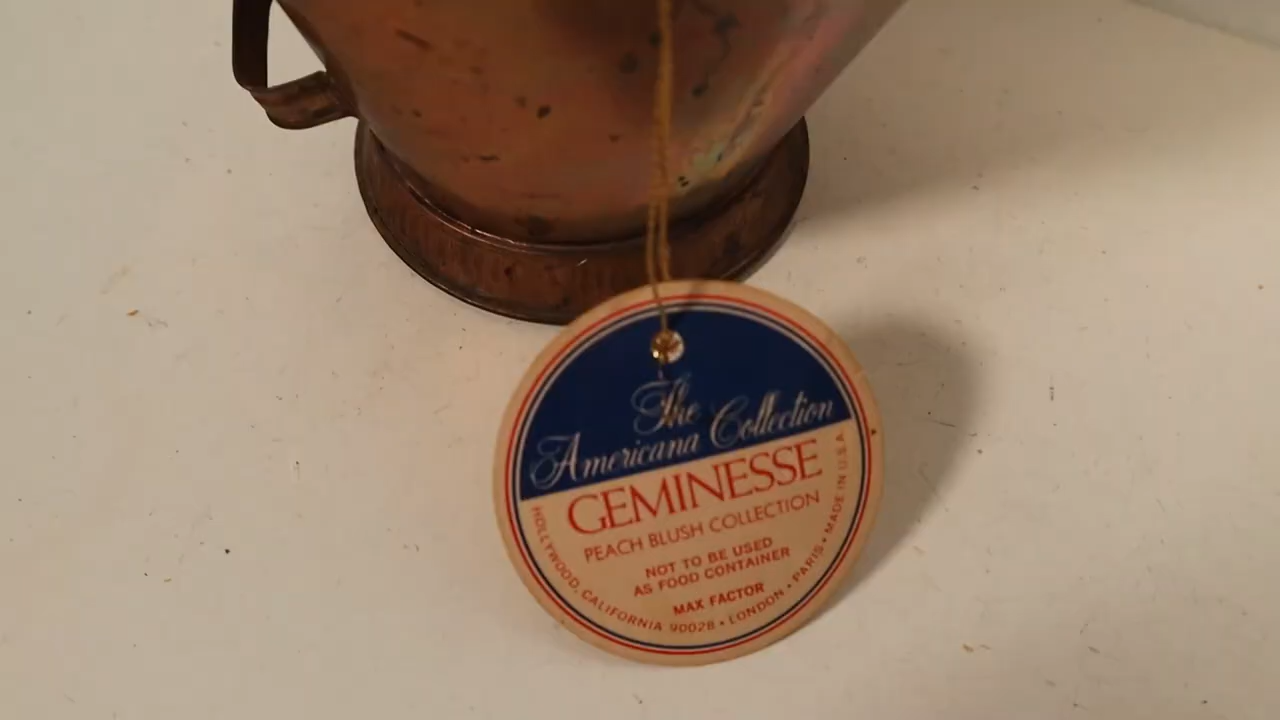 The
Americana Collection
GEMINESSE
PEACH BLUSH COLLECTION
NOT TO BE USED
AS FOOD CONTAINER
MAX FACTOR
HOLLYWOOD, CALIFORNIA 90028 • LONDON • PARIS • MADE IN U.S.A.